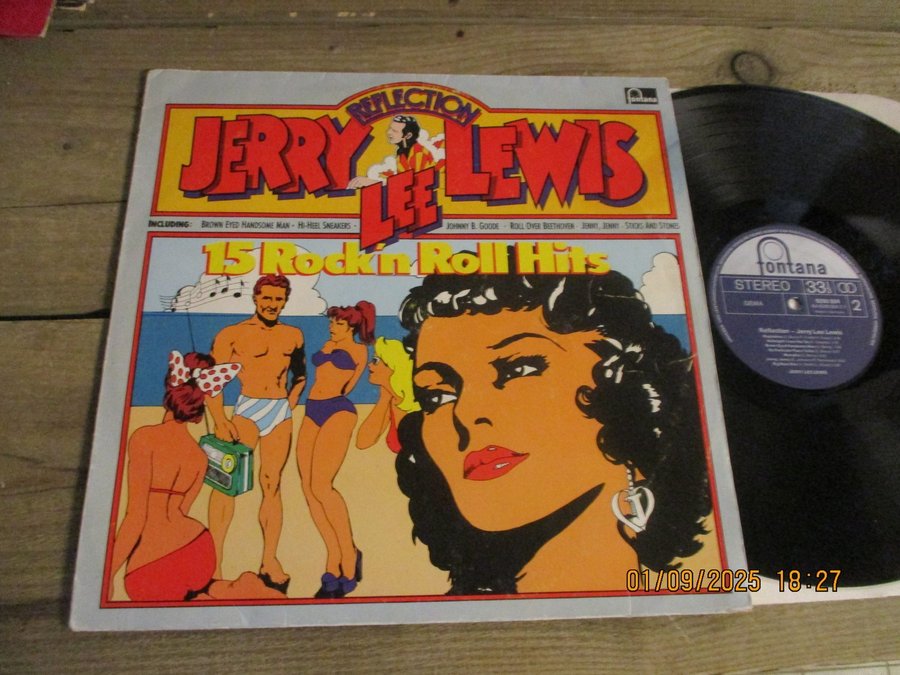 REFLECTION
fontana
JERRY LEE LEWIS
INCLUDING: BROWN EYED HANDSOME MAN - HI-HEEL SNEAKERS - JOHNNY B. GOODE - ROLL OVER BEETHOVEN - JENNY, JENNY - STICKS AND STONES
15 Rock'n Roll Hits
J
fontana
STEREO 33⅓
GEMA
2
Reflection – Jerry Lee Lewis
JERRY LEE LEWIS
01/09/2025 18:27